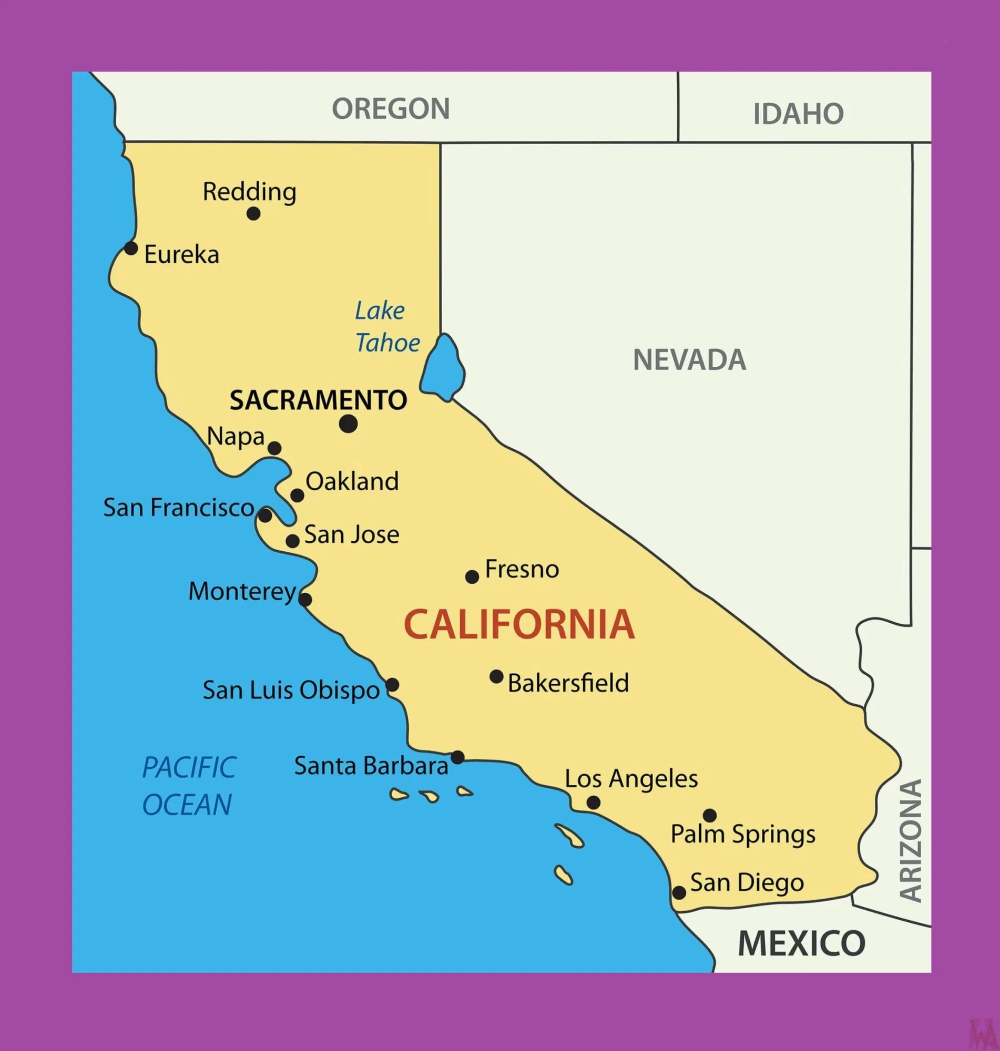 OREGON
IDAHO
Redding
Eureka
Lake
Tahoe
NEVADA
SACRAMENTO
Napa
Oakland
San Francisco
San Jose
Fresno
Monterey
CALIFORNIA
Bakersfield
San Luis Obispo
PACIFIC
OCEAN
Santa Barbara
Los Angeles
Palm Springs
ARIZONA
San Diego
MEXICO